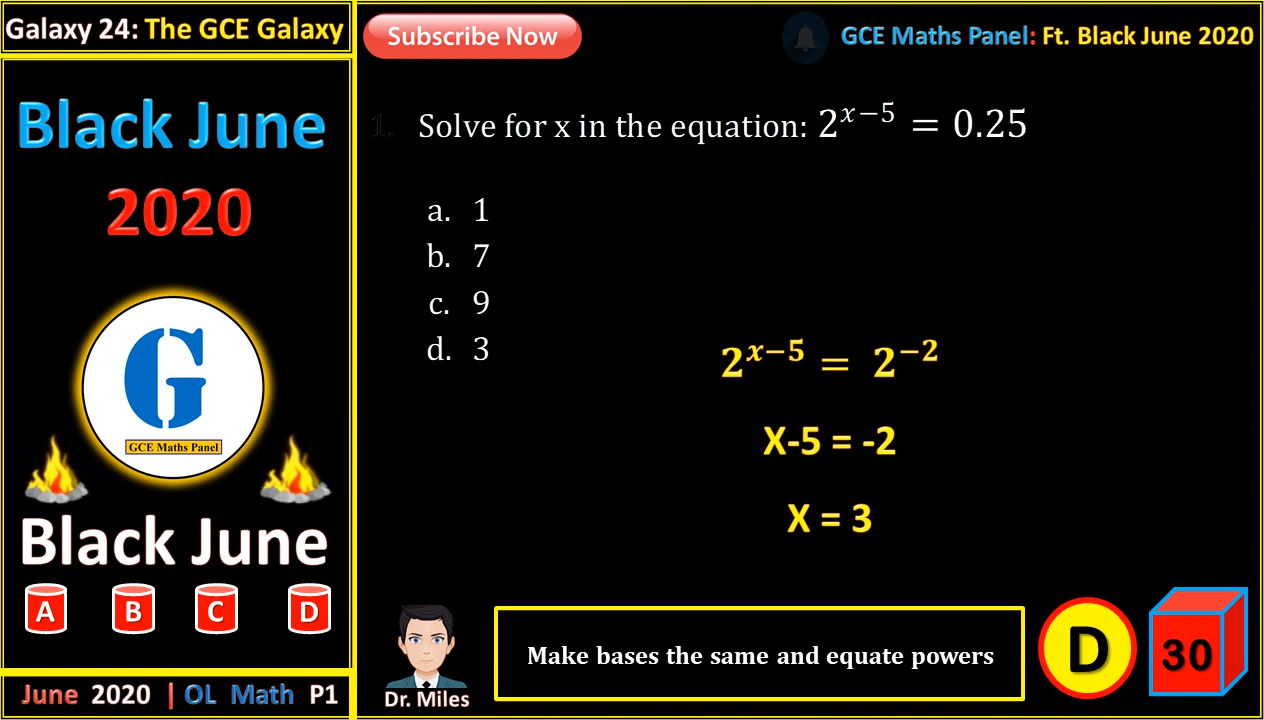 Galaxy 24: The GCE Galaxy
Subscribe Now
GCE Maths Panel: Ft. Black June 2020
Black June
2020
G
GCE Maths Panel
Black June
A B C D
June 2020 | OL Math P1
1. Solve for x in the equation: 2^{x−5} = 0.25
a. 1
b. 7
c. 9
d. 3
2^{x−5} = 2^{−2}
X-5 = -2
X = 3
Dr. Miles
Make bases the same and equate powers
D
30